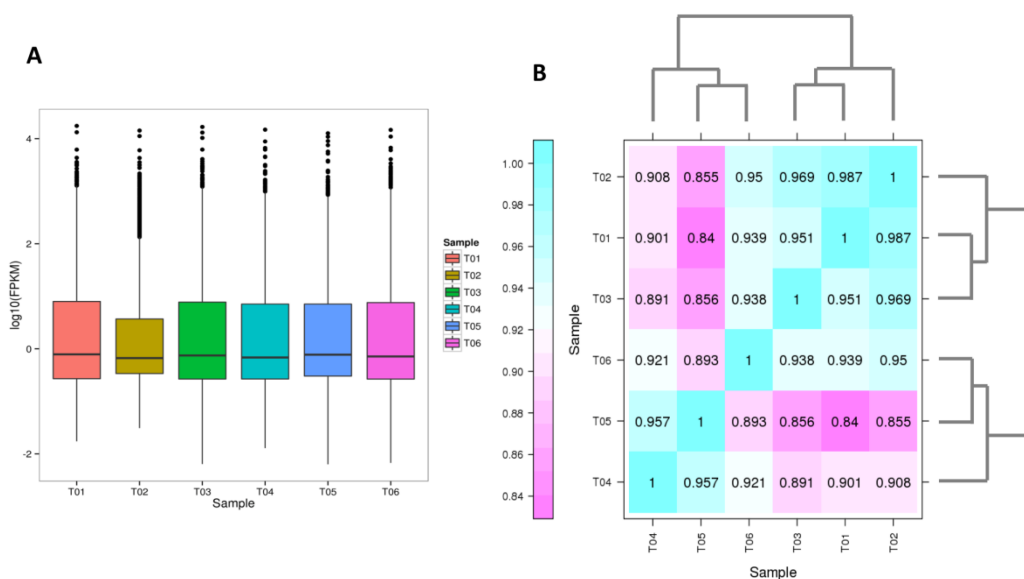 A
4
2
0
-2
log10(FPKM)
T01 T02 T03 T04 T05 T06
Sample
Sample
T01
T02
T03
T04
T05
T06
B
1.00
0.98
0.96
0.94
0.92
0.90
0.88
0.86
0.84
Sample
T02 0.908 0.855 0.95 0.969 0.987 1
T01 0.901 0.84 0.939 0.951 1 0.987
T03 0.891 0.856 0.938 1 0.951 0.969
T06 0.921 0.893 1 0.938 0.939 0.95
T05 0.957 1 0.893 0.856 0.84 0.855
T04 1 0.957 0.921 0.891 0.901 0.908
T04 T05 T06 T03 T01 T02
Sample